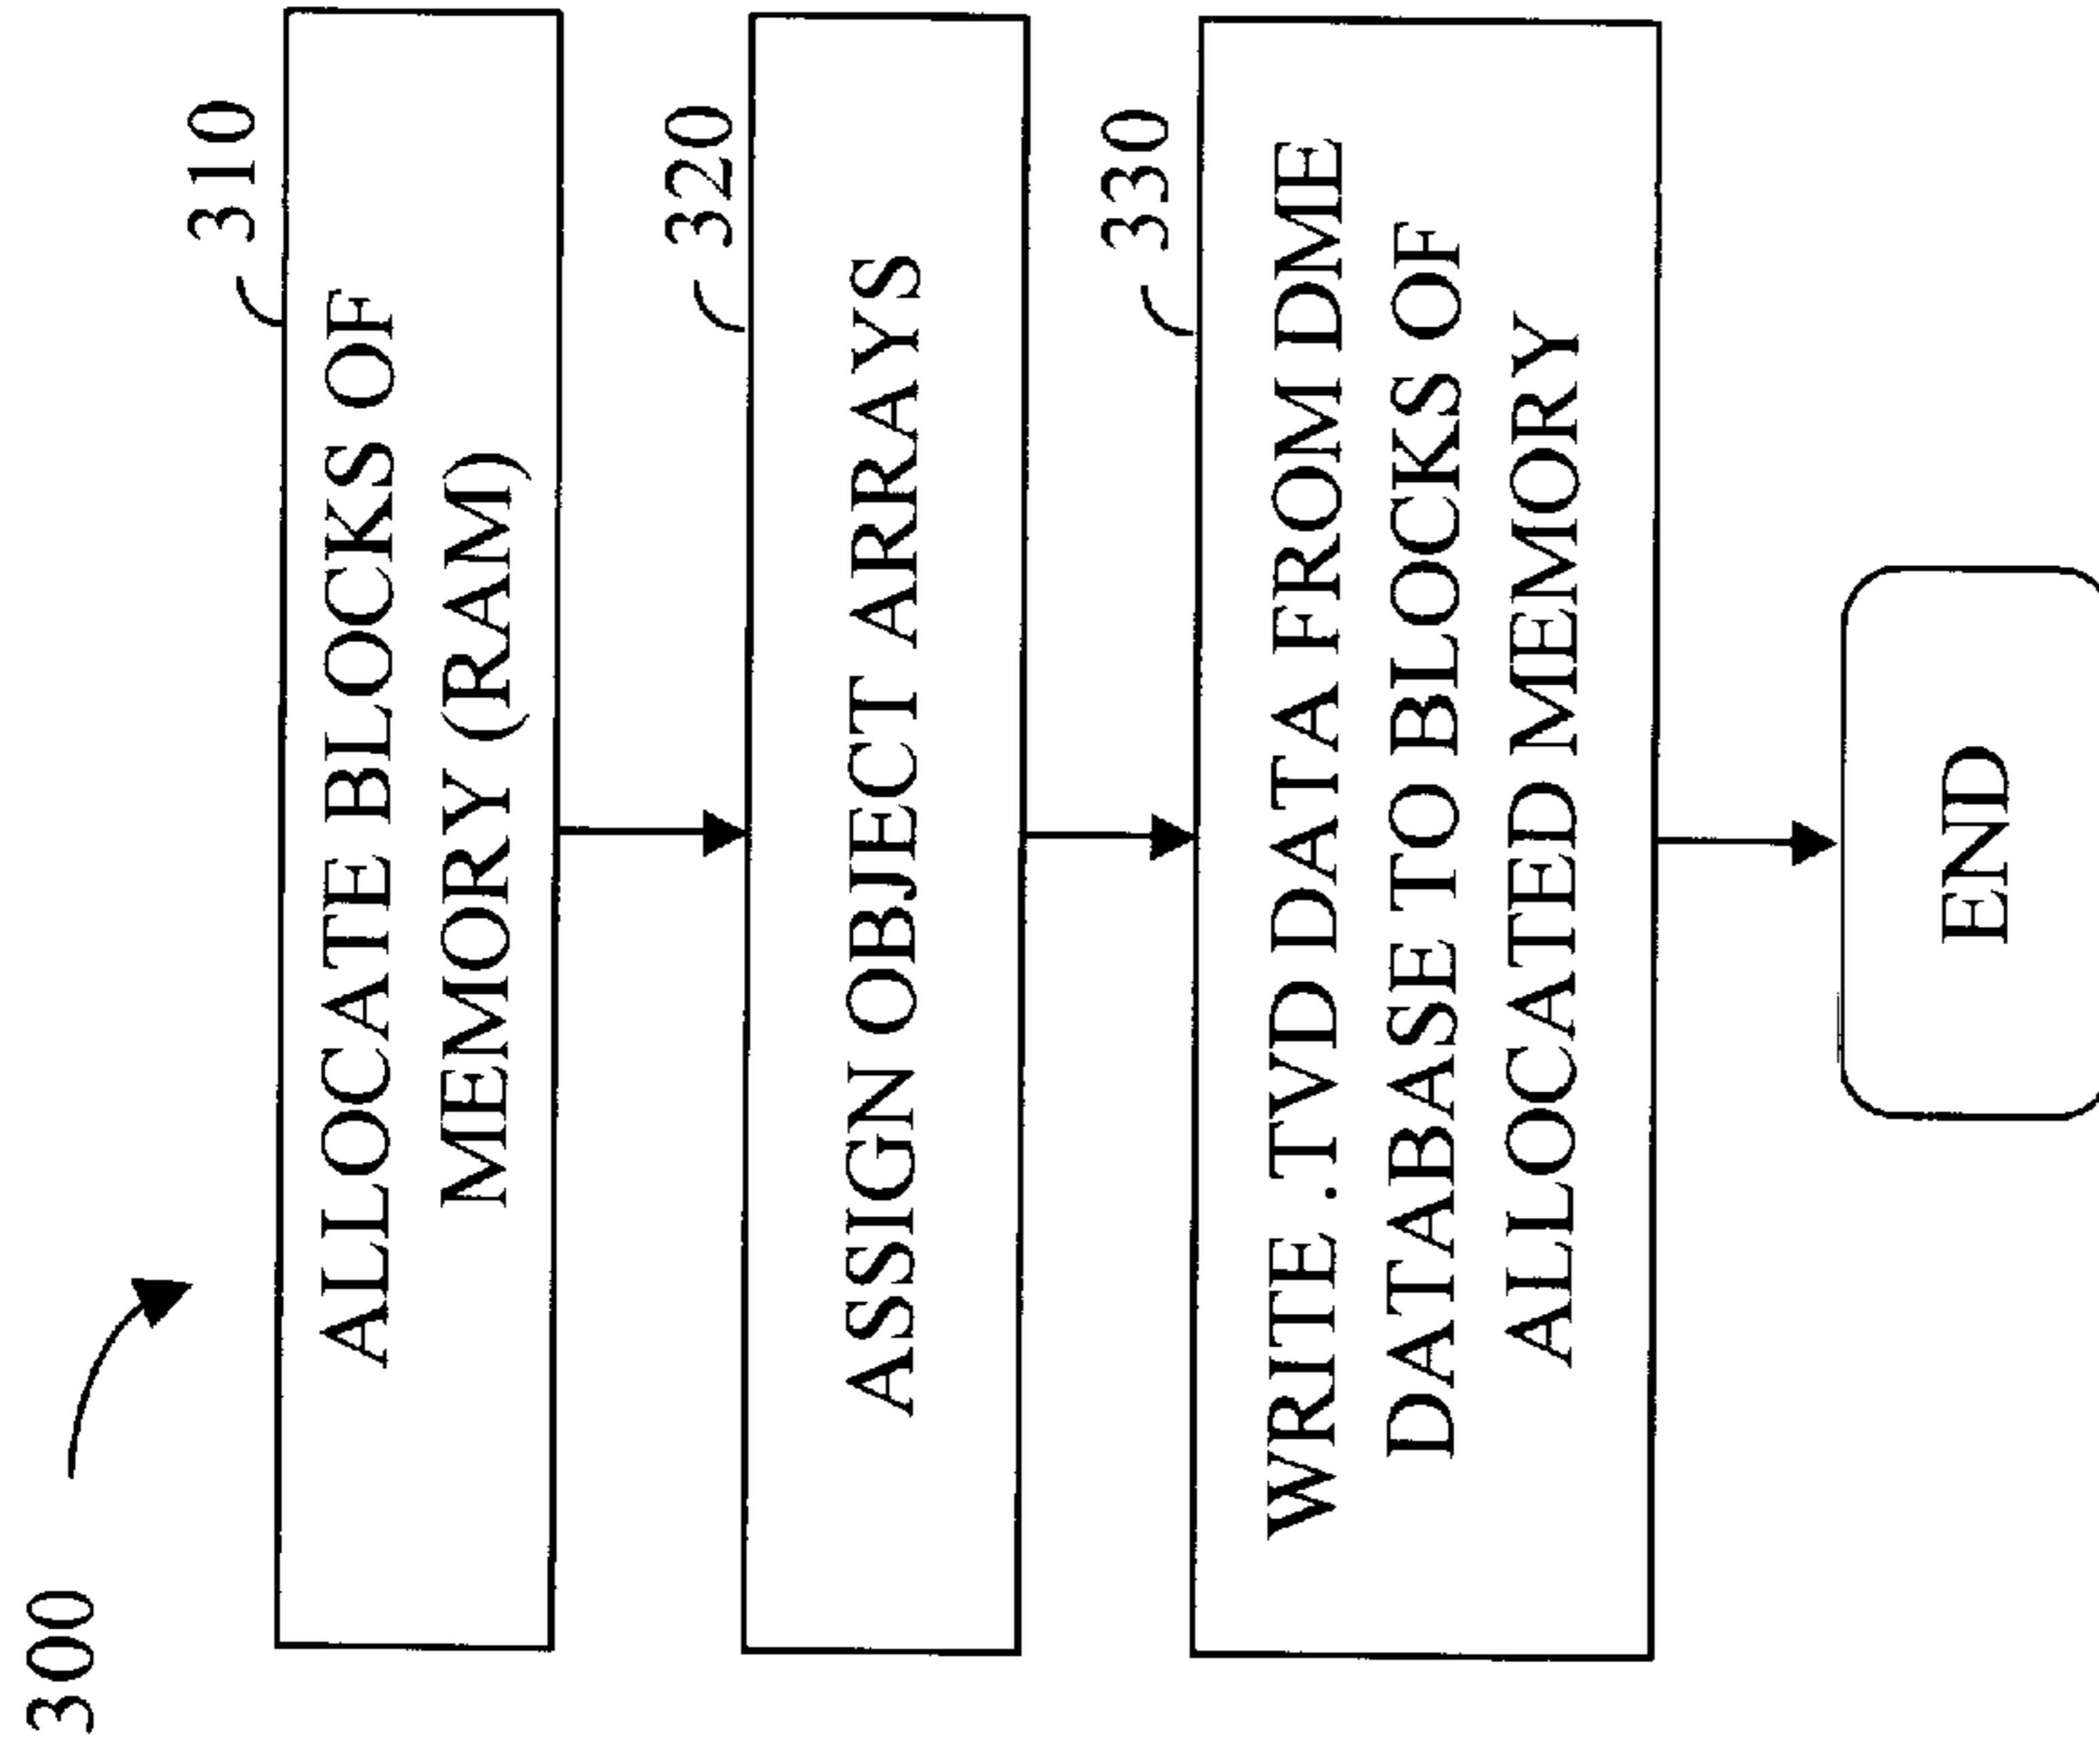 300
310
ALLOCATE BLOCKS OF
MEMORY (RAM)
320
ASSIGN OBJECT ARRAYS
330
WRITE .TVD DATA FROM IDME
DATABASE TO BLOCKS OF
ALLOCATED MEMORY
END